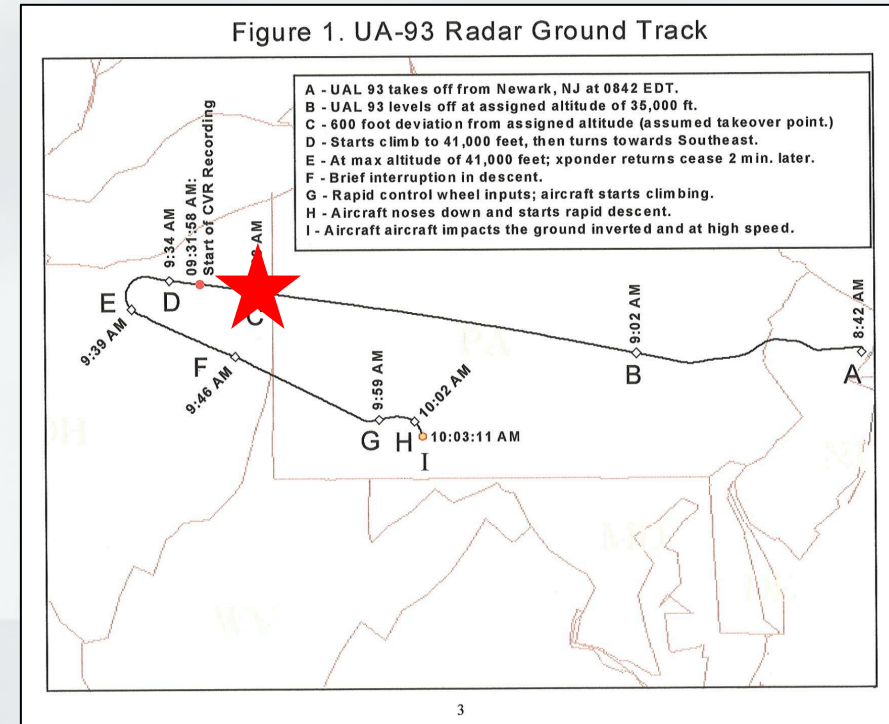 Figure 1. UA-93 Radar Ground Track
A - UAL 93 takes off from Newark, NJ at 0842 EDT.
B - UAL 93 levels off at assigned altitude of 35,000 ft.
C - 600 foot deviation from assigned altitude (assumed takeover point.)
D - Starts climb to 41,000 feet, then turns towards Southeast.
E - At max altitude of 41,000 feet; xponder returns cease 2 min. later.
F - Brief interruption in descent.
G - Rapid control wheel inputs; aircraft starts climbing.
H - Aircraft noses down and starts rapid descent.
I - Aircraft aircraft impacts the ground inverted and at high speed.
9:34 AM
09:31:58 AM:
Start of CVR Recording
AM
E
D
C
9:39 AM
9:02 AM
8:42 AM
PA
B
A
F
9:46 AM
9:59 AM
10:02 AM
G
H
10:03:11 AM
I
OH
NJ
MD
DE
WV
3